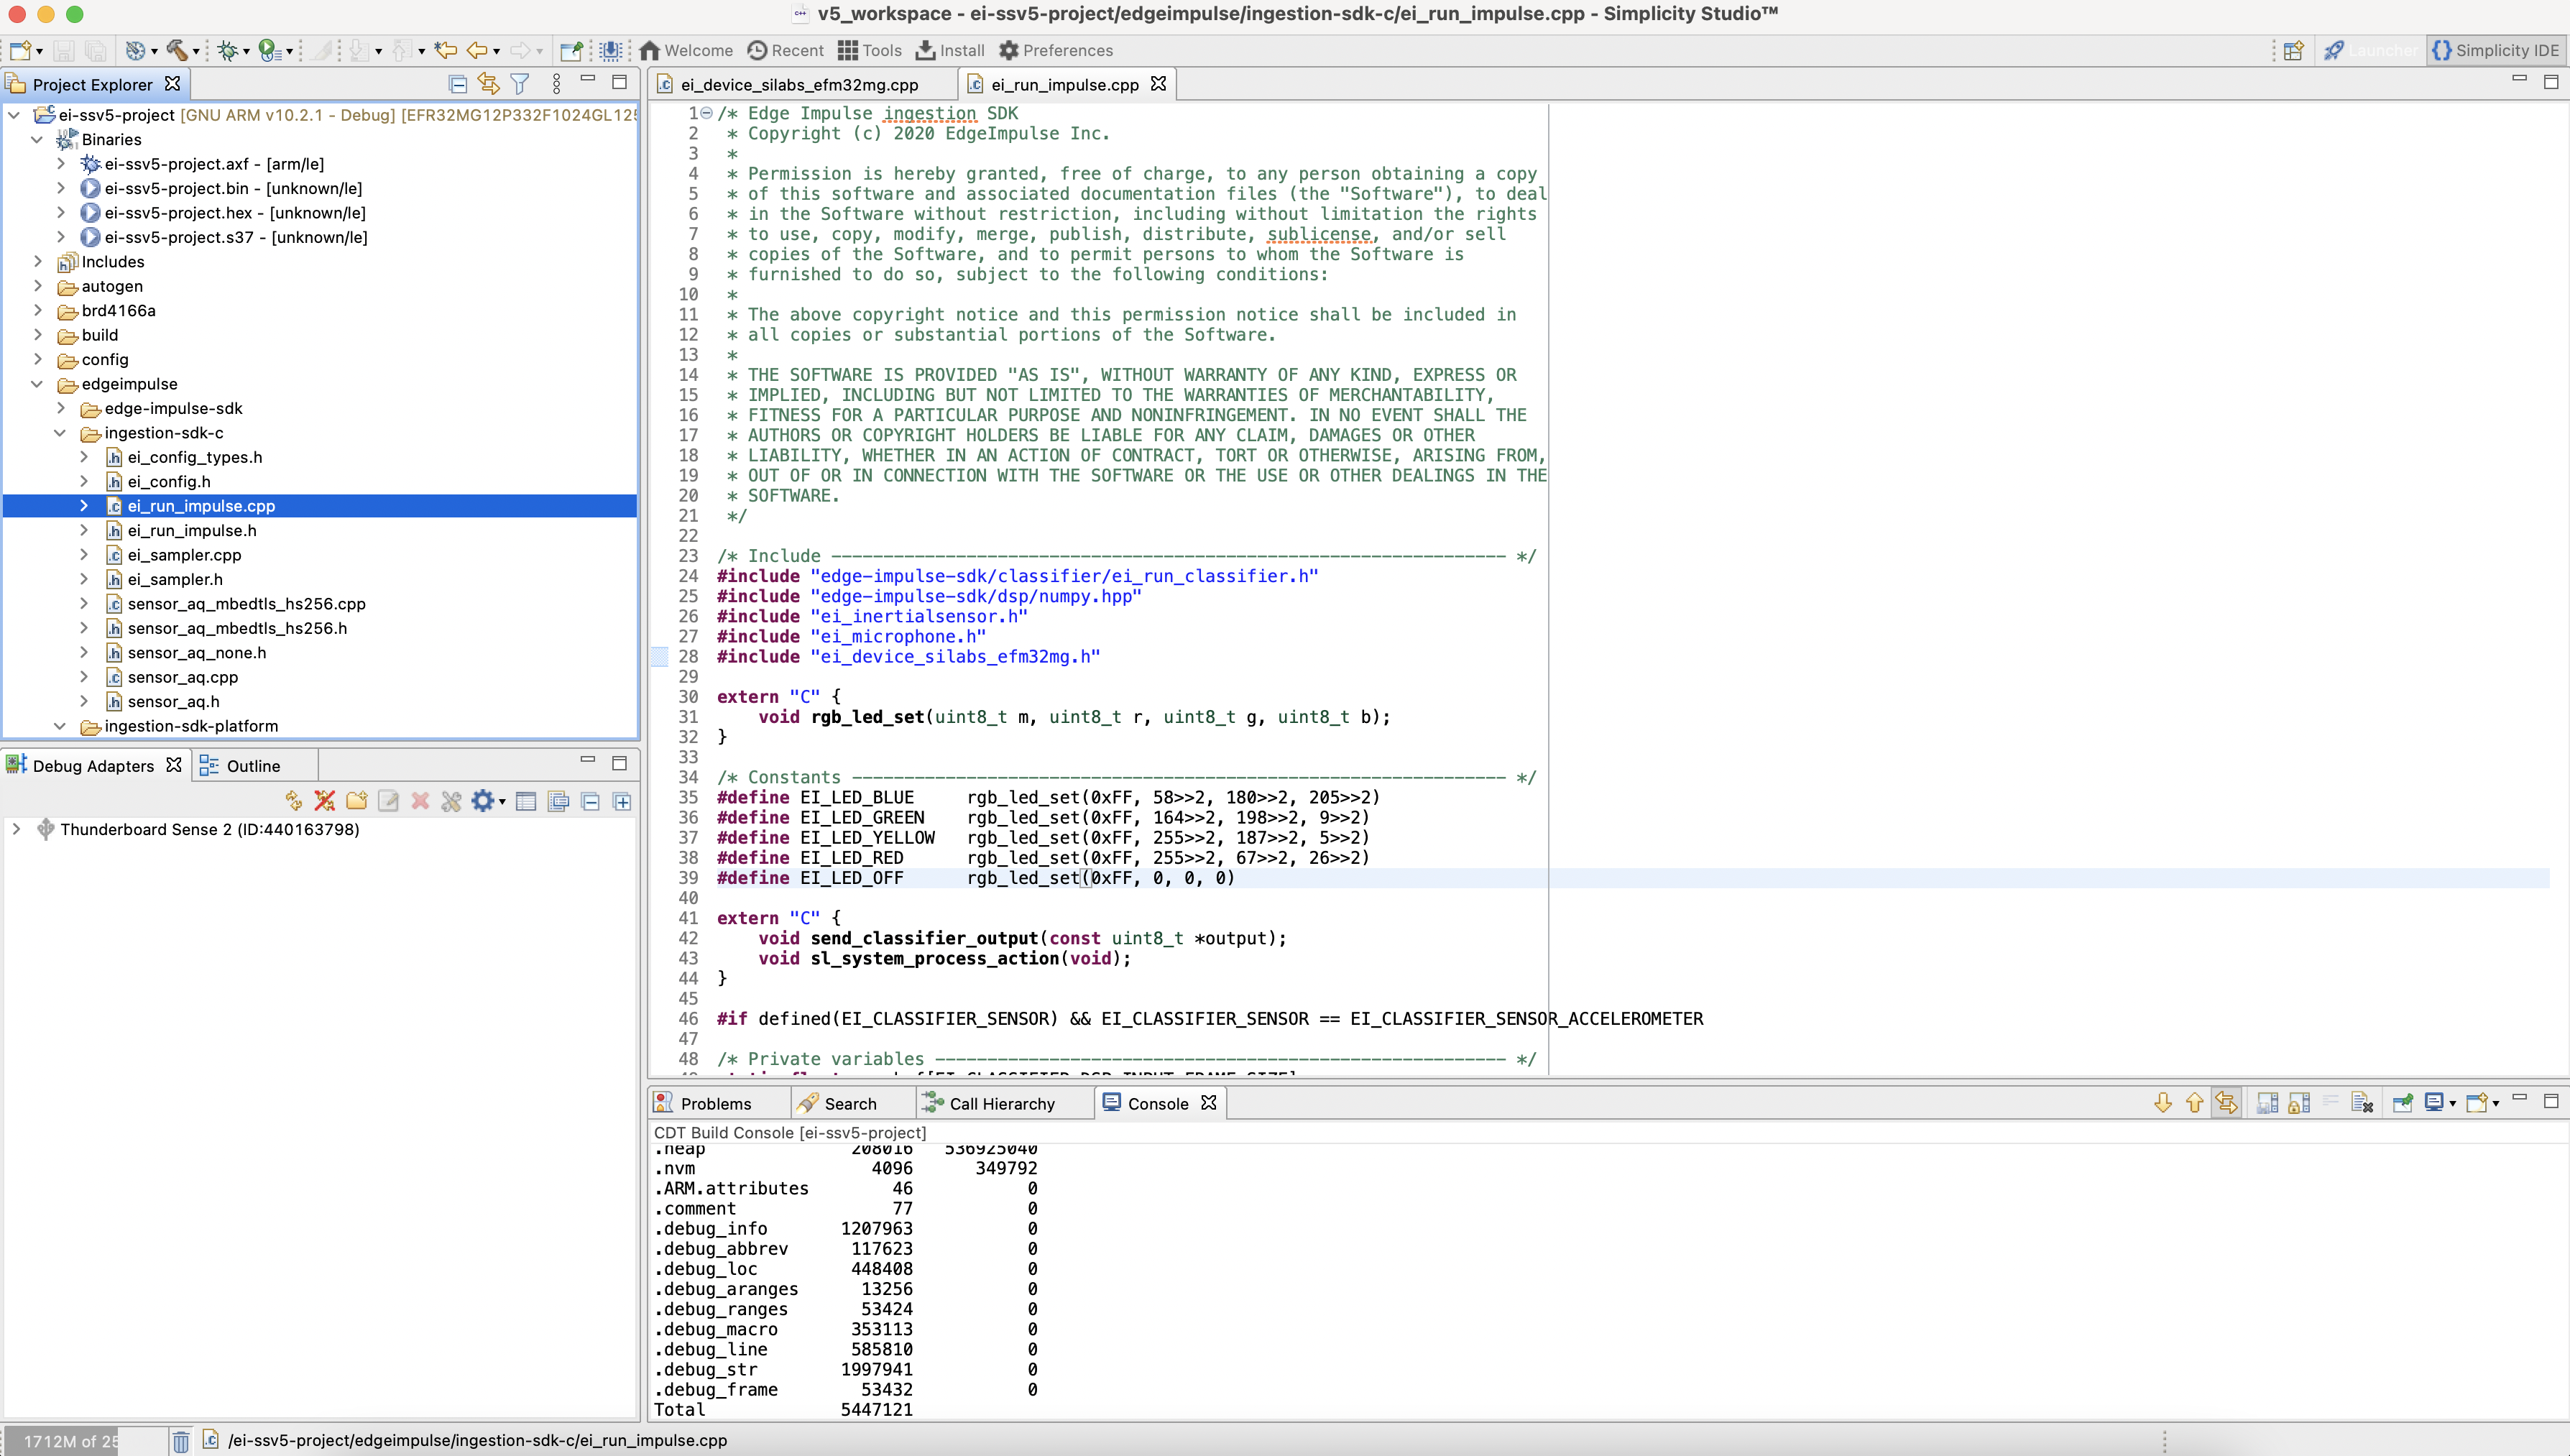 v5_workspace - ei-ssv5-project/edgeimpulse/ingestion-sdk-c/ei_run_impulse.cpp - Simplicity Studio™
Welcome Recent Tools Install Preferences Launcher Simplicity IDE
Project Explorer
ei-ssv5-project [GNU ARM v10.2.1 - Debug] [EFR32MG12P332F1024GL125
Binaries
ei-ssv5-project.axf - [arm/le]
ei-ssv5-project.bin - [unknown/le]
ei-ssv5-project.hex - [unknown/le]
ei-ssv5-project.s37 - [unknown/le]
Includes
autogen
brd4166a
build
config
edgeimpulse
edge-impulse-sdk
ingestion-sdk-c
ei_config_types.h
ei_config.h
ei_run_impulse.cpp
ei_run_impulse.h
ei_sampler.cpp
ei_sampler.h
sensor_aq_mbedtls_hs256.cpp
sensor_aq_mbedtls_hs256.h
sensor_aq_none.h
sensor_aq.cpp
sensor_aq.h
ingestion-sdk-platform
Debug Adapters Outline
Thunderboard Sense 2 (ID:440163798)
ei_device_silabs_efm32mg.cpp ei_run_impulse.cpp
1 /* Edge Impulse ingestion SDK
2  * Copyright (c) 2020 EdgeImpulse Inc.
3  *
4  * Permission is hereby granted, free of charge, to any person obtaining a copy
5  * of this software and associated documentation files (the "Software"), to deal
6  * in the Software without restriction, including without limitation the rights
7  * to use, copy, modify, merge, publish, distribute, sublicense, and/or sell
8  * copies of the Software, and to permit persons to whom the Software is
9  * furnished to do so, subject to the following conditions:
10  *
11  * The above copyright notice and this permission notice shall be included in
12  * all copies or substantial portions of the Software.
13  *
14  * THE SOFTWARE IS PROVIDED "AS IS", WITHOUT WARRANTY OF ANY KIND, EXPRESS OR
15  * IMPLIED, INCLUDING BUT NOT LIMITED TO THE WARRANTIES OF MERCHANTABILITY,
16  * FITNESS FOR A PARTICULAR PURPOSE AND NONINFRINGEMENT. IN NO EVENT SHALL THE
17  * AUTHORS OR COPYRIGHT HOLDERS BE LIABLE FOR ANY CLAIM, DAMAGES OR OTHER
18  * LIABILITY, WHETHER IN AN ACTION OF CONTRACT, TORT OR OTHERWISE, ARISING FROM,
19  * OUT OF OR IN CONNECTION WITH THE SOFTWARE OR THE USE OR OTHER DEALINGS IN THE
20  * SOFTWARE.
21  */
22
23 /* Include ----------------------------------------------------------------- */
24 #include "edge-impulse-sdk/classifier/ei_run_classifier.h"
25 #include "edge-impulse-sdk/dsp/numpy.hpp"
26 #include "ei_inertialsensor.h"
27 #include "ei_microphone.h"
28 #include "ei_device_silabs_efm32mg.h"
29
30 extern "C" {
31     void rgb_led_set(uint8_t m, uint8_t r, uint8_t g, uint8_t b);
32 }
33
34 /* Constants --------------------------------------------------------------- */
35 #define EI_LED_BLUE     rgb_led_set(0xFF, 58>>2, 180>>2, 205>>2)
36 #define EI_LED_GREEN    rgb_led_set(0xFF, 164>>2, 198>>2, 9>>2)
37 #define EI_LED_YELLOW   rgb_led_set(0xFF, 255>>2, 187>>2, 5>>2)
38 #define EI_LED_RED      rgb_led_set(0xFF, 255>>2, 67>>2, 26>>2)
39 #define EI_LED_OFF      rgb_led_set(0xFF, 0, 0, 0)
40
41 extern "C" {
42     void send_classifier_output(const uint8_t *output);
43     void sl_system_process_action(void);
44 }
45
46 #if defined(EI_CLASSIFIER_SENSOR) && EI_CLASSIFIER_SENSOR == EI_CLASSIFIER_SENSOR_ACCELEROMETER
47
48 /* Private variables ------------------------------------------------------- */
Problems Search Call Hierarchy Console
CDT Build Console [ei-ssv5-project]
.heap 208016 536925040
.nvm 4096 349792
.ARM.attributes 46 0
.comment 77 0
.debug_info 1207963 0
.debug_abbrev 117623 0
.debug_loc 448408 0
.debug_aranges 13256 0
.debug_ranges 53424 0
.debug_macro 353113 0
.debug_line 585810 0
.debug_str 1997941 0
.debug_frame 53432 0
Total 5447121
1712M of 25
/ei-ssv5-project/edgeimpulse/ingestion-sdk-c/ei_run_impulse.cpp